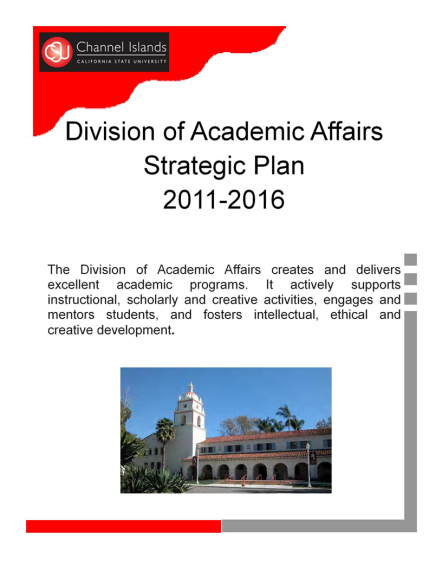 CSU Channel Islands
CALIFORNIA STATE UNIVERSITY
Division of Academic Affairs
Strategic Plan
2011-2016
The Division of Academic Affairs creates and delivers
excellent academic programs. It actively supports
instructional, scholarly and creative activities, engages and
mentors students, and fosters intellectual, ethical and
creative development.